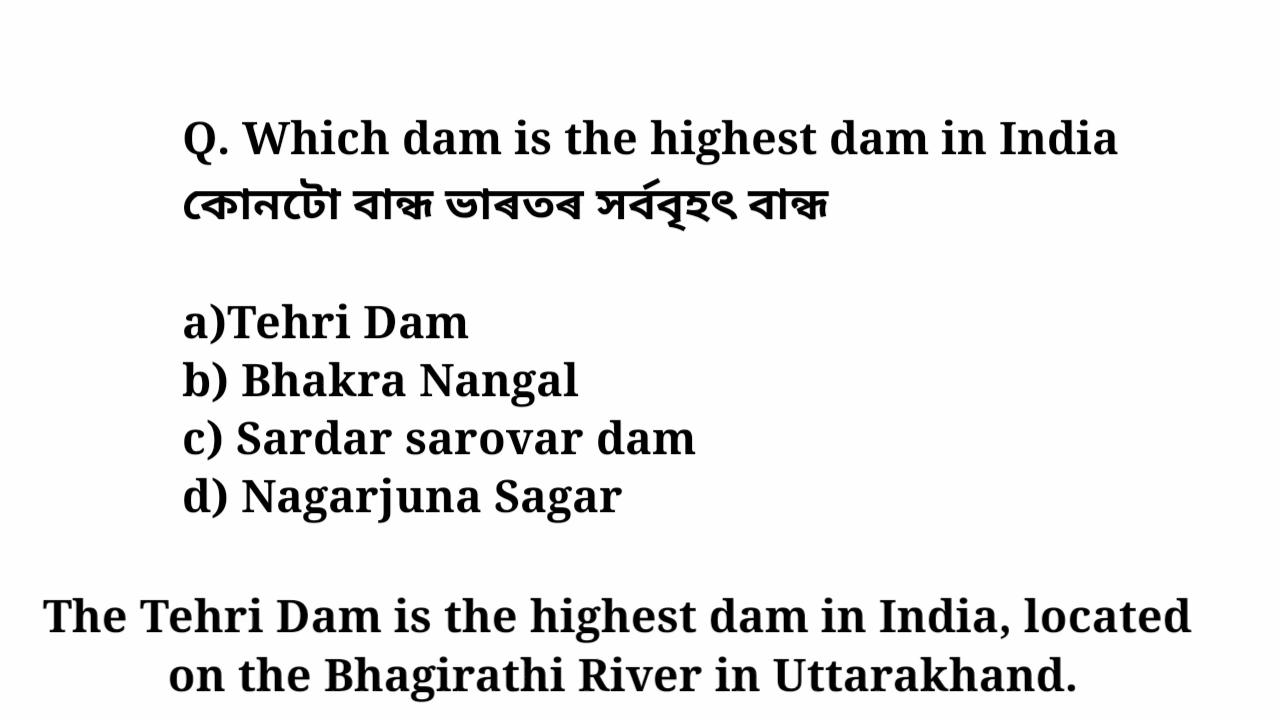 Q. Which dam is the highest dam in India
কোনটো বান্ধ ভাৰতৰ সৰ্ববৃহৎ বান্ধ
a)Tehri Dam
b) Bhakra Nangal
c) Sardar sarovar dam
d) Nagarjuna Sagar
The Tehri Dam is the highest dam in India, located
on the Bhagirathi River in Uttarakhand.